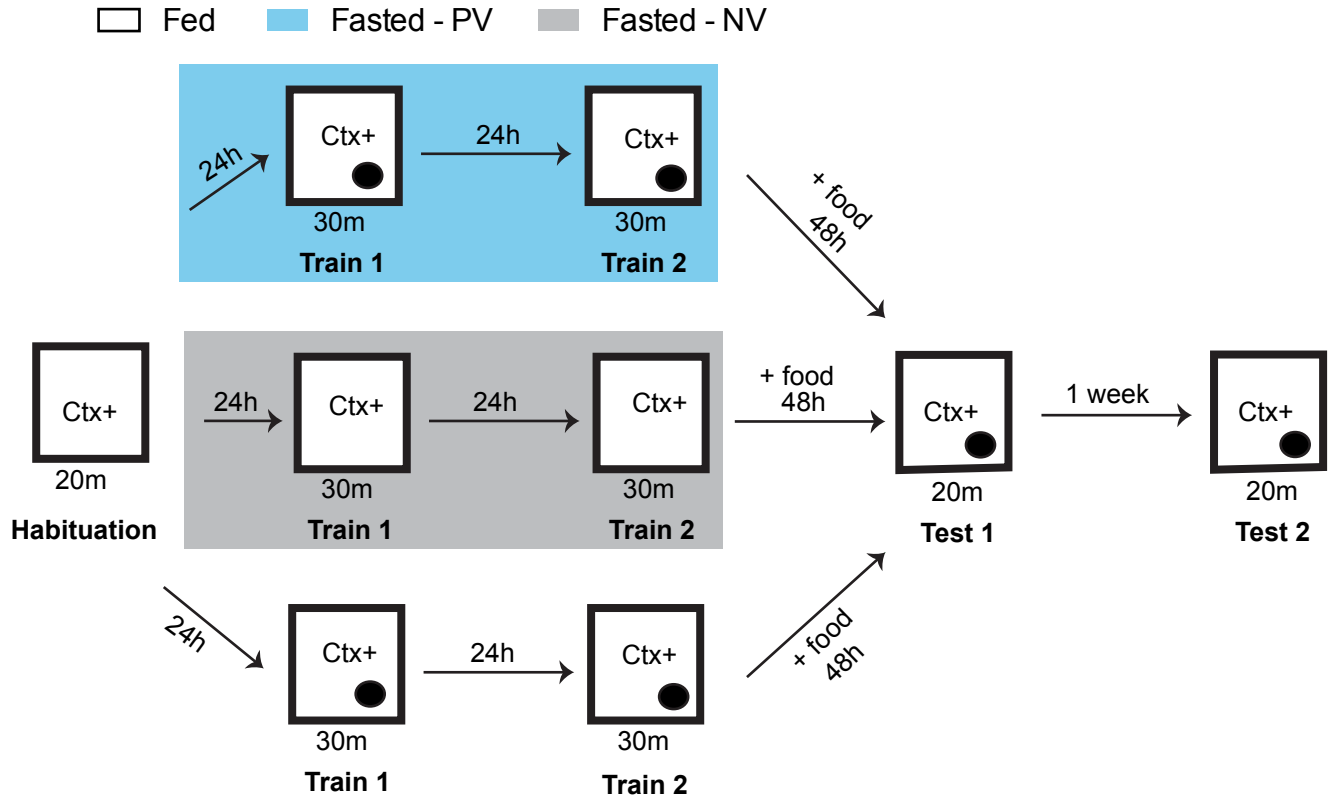 Fed
Fasted - PV
Fasted - NV
24h
Ctx+
30m
Train 1
24h
Ctx+
30m
Train 2
+ food
48h
Ctx+
20m
Habituation
24h
Ctx+
30m
Train 1
24h
Ctx+
30m
Train 2
+ food
48h
Ctx+
20m
Test 1
1 week
Ctx+
20m
Test 2
24h
Ctx+
30m
Train 1
24h
Ctx+
30m
Train 2
+ food
48h